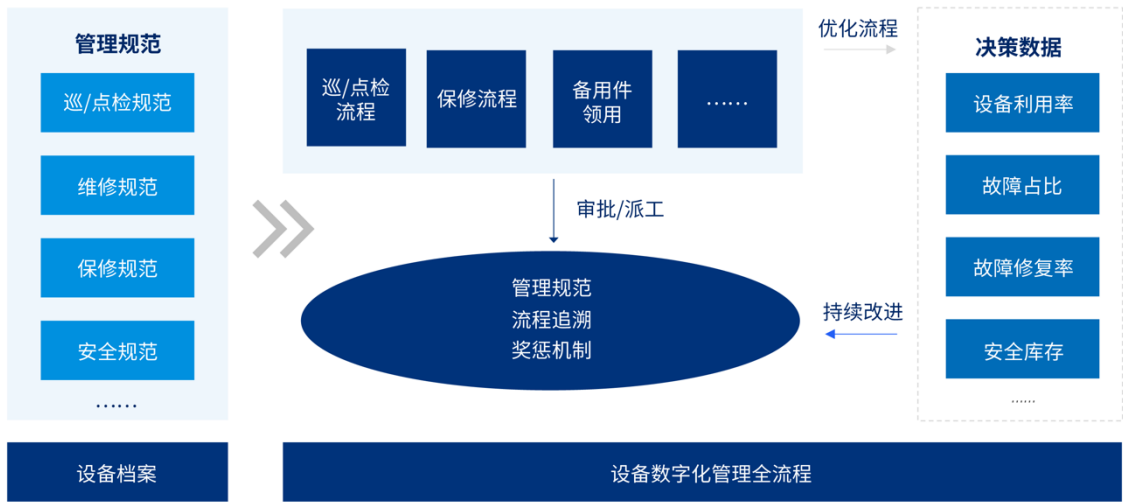 管理规范
巡/点检规范
维修规范
保修规范
安全规范
......
设备档案
巡/点检
流程
保修流程
备用件
领用
......
审批/派工
管理规范
流程追溯
奖惩机制
优化流程
持续改进
决策数据
设备利用率
故障占比
故障修复率
安全库存
......
设备数字化管理全流程